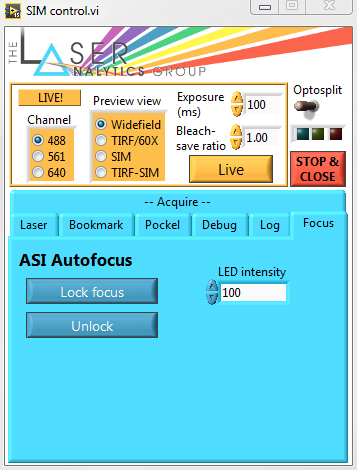 SIM control.vi
THE LASER
ANALYTICS GROUP
LIVE!
Channel
488
561
640
Preview view
Widefield
TIRF/60X
SIM
TIRF-SIM
Exposure
(ms)
100
Bleach-
save ratio
1.00
Live
Optosplit
STOP &
CLOSE
-- Acquire --
Laser
Bookmark
Pockel
Debug
Log
Focus
ASI Autofocus
Lock focus
Unlock
LED intensity
100